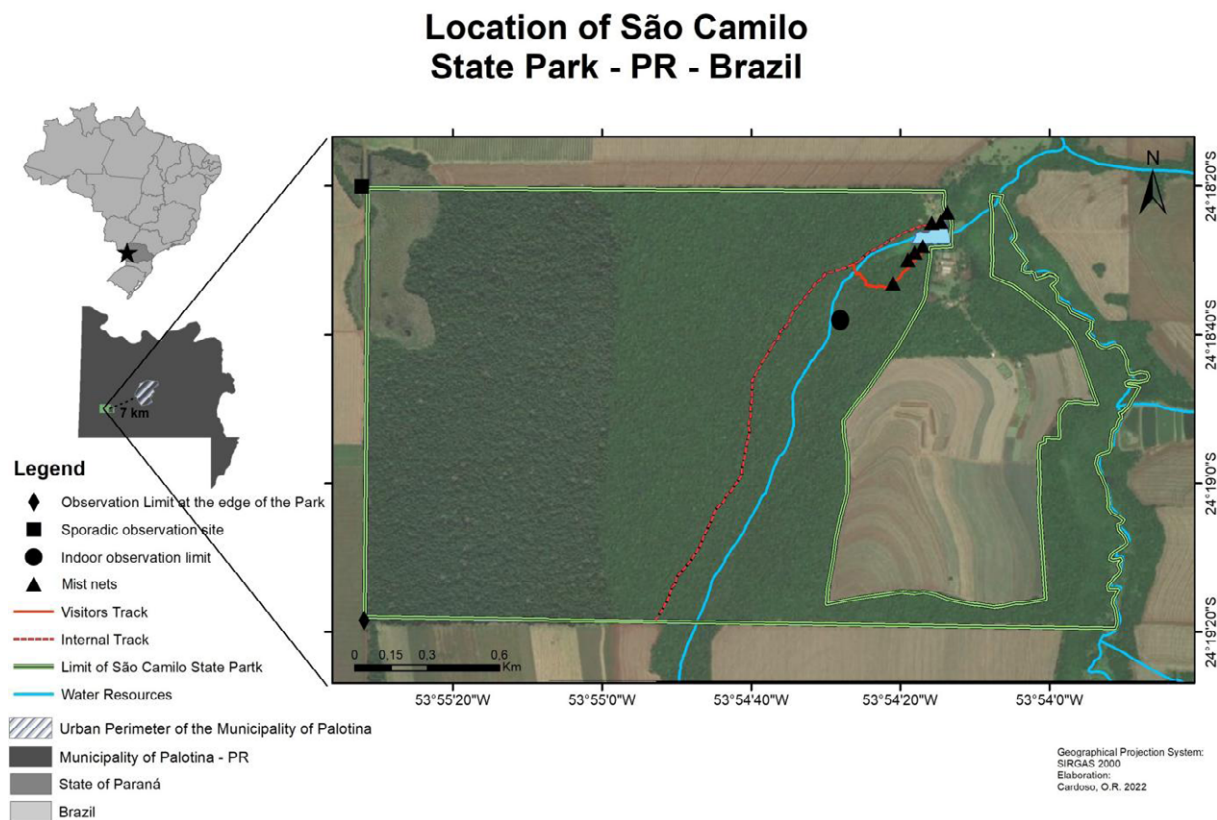 Location of São Camilo
State Park - PR - Brazil
N
24°18'20"S
24°18'40"S
24°19'0"S
24°19'20"S
7 km
Legend
Observation Limit at the edge of the Park
Sporadic observation site
Indoor observation limit
Mist nets
Visitors Track
Internal Track
Limit of São Camilo State Partk
Water Resources
Urban Perimeter of the Municipality of Palotina
Municipality of Palotina - PR
State of Paraná
Brazil
0 0,15 0,3 0,6
Km
53°55'20"W 53°55'0"W 53°54'40"W 53°54'20"W 53°54'0"W
Geographical Projection System:
SIRGAS 2000
Elaboration:
Cardoso, O.R. 2022